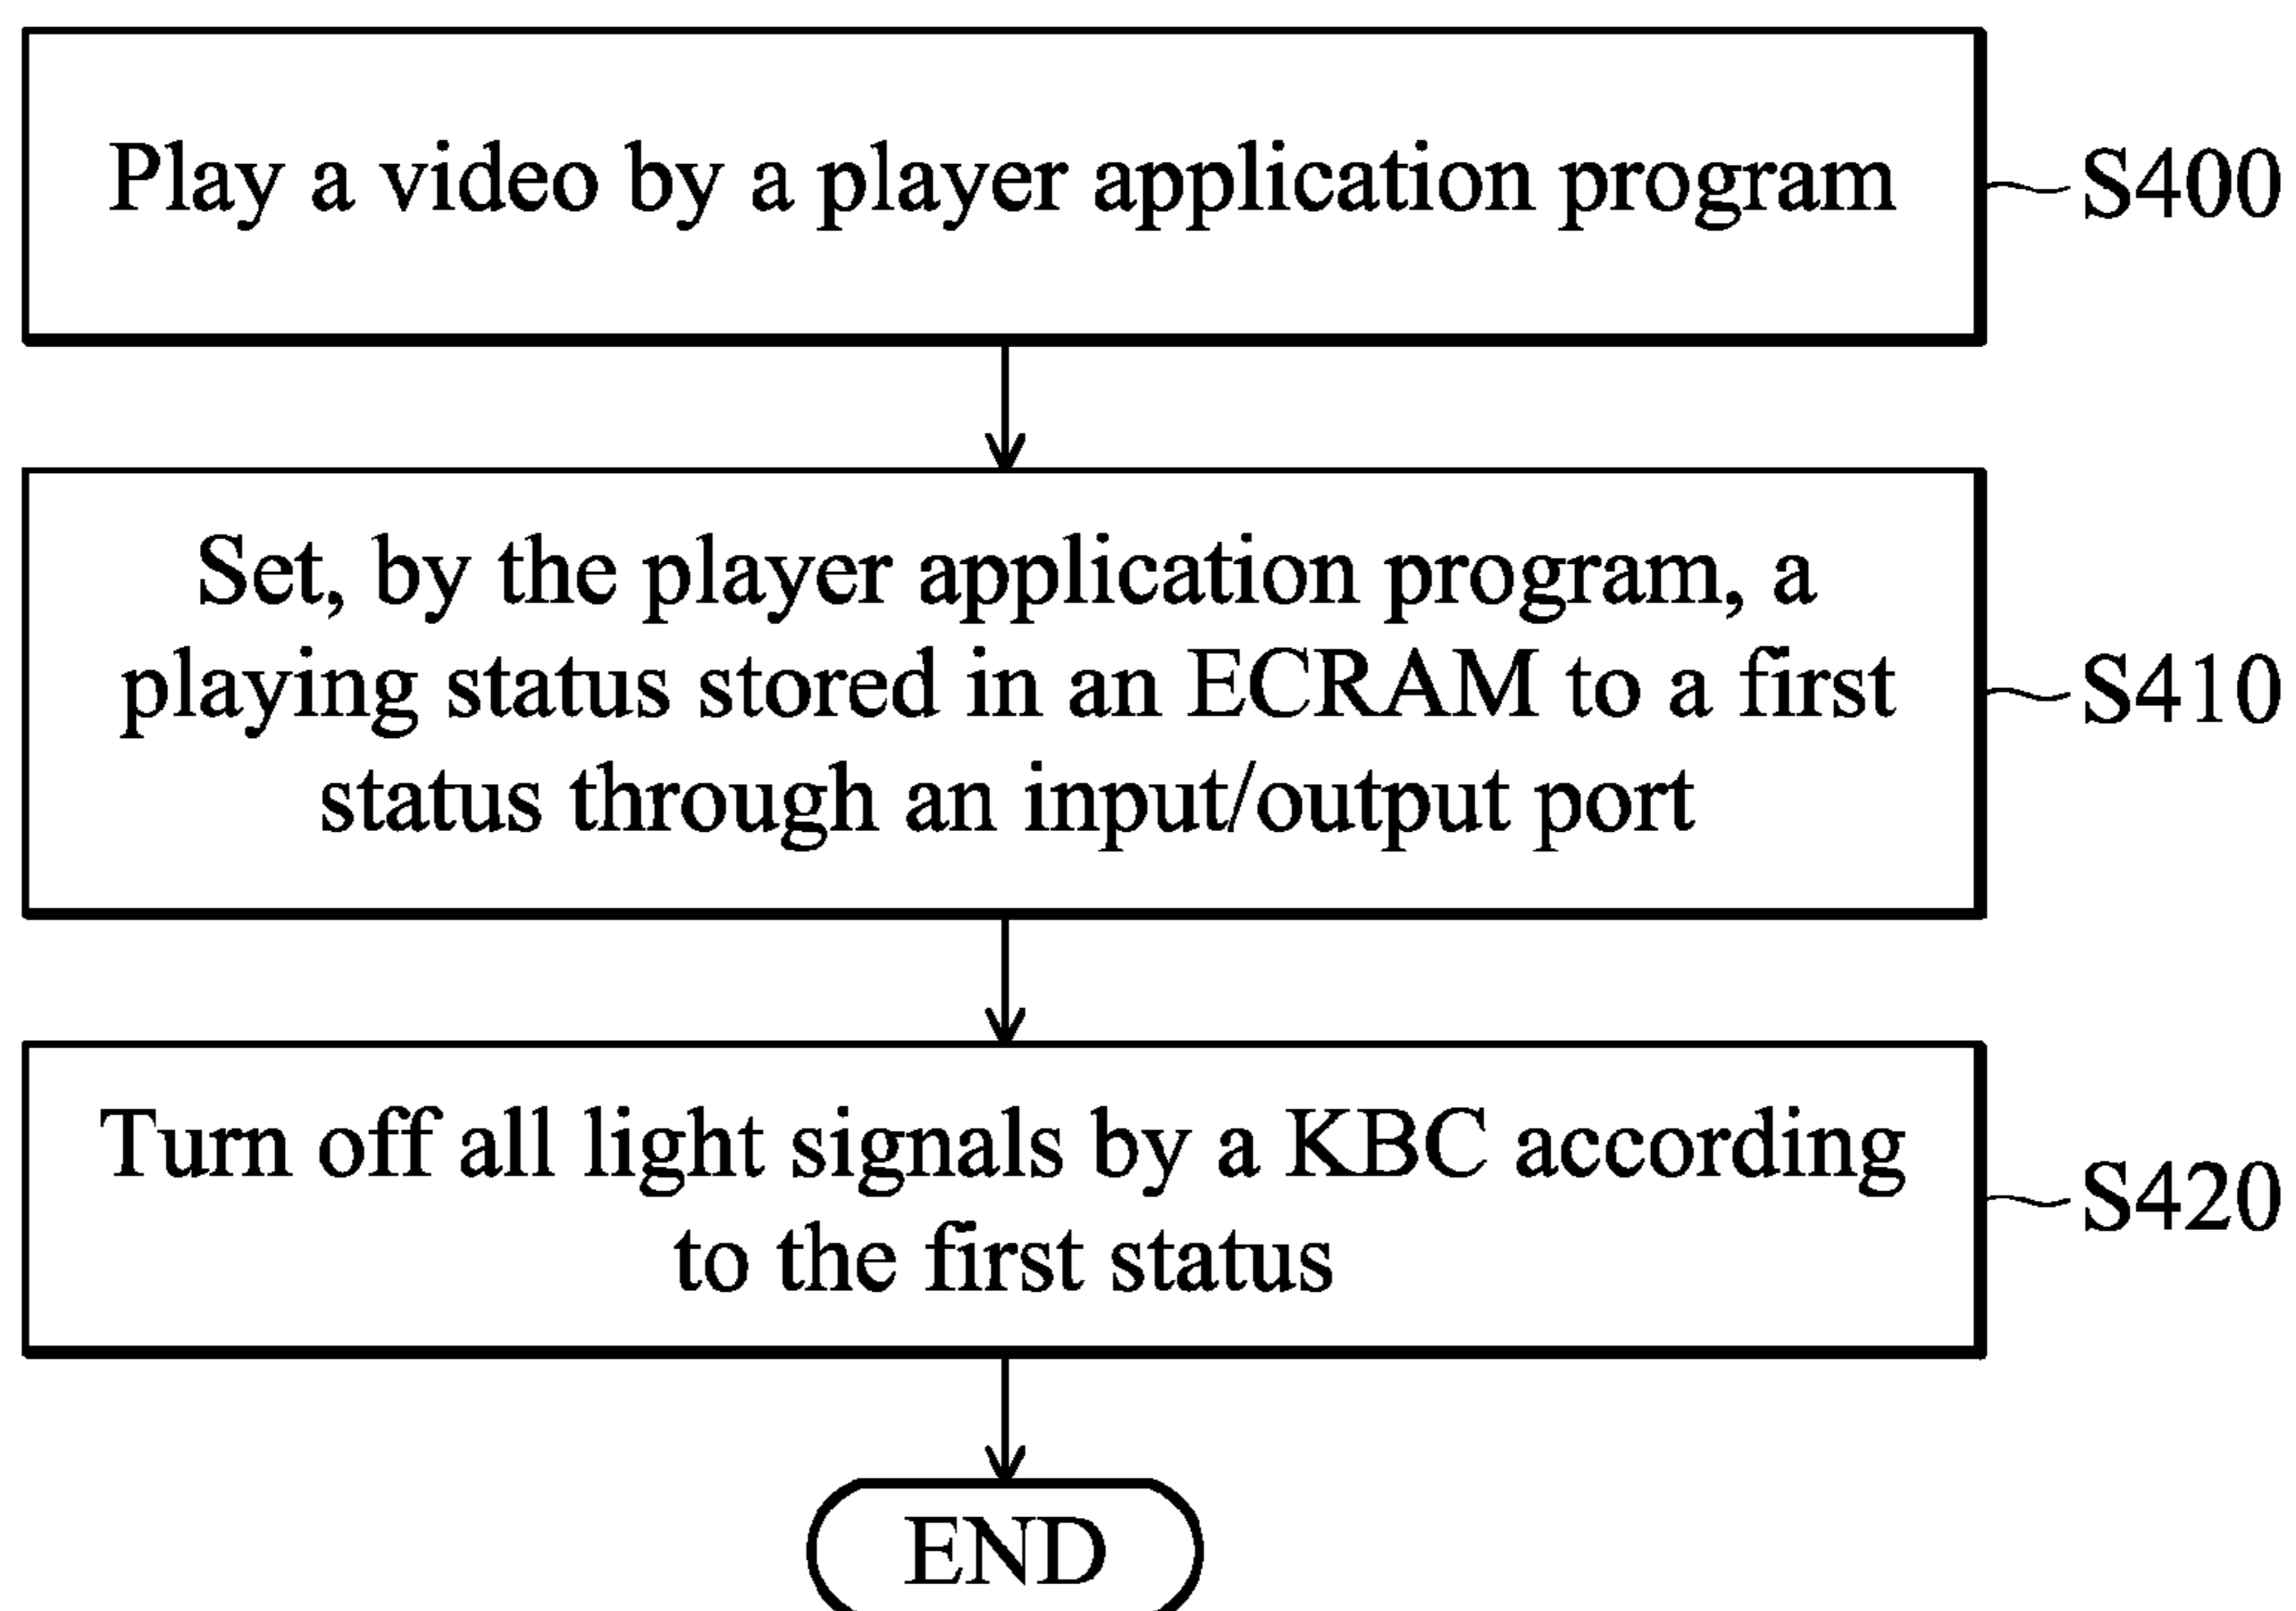 Play a video by a player application program
S400
Set, by the player application program, a
playing status stored in an ECRAM to a first
status through an input/output port
S410
Turn off all light signals by a KBC according
to the first status
S420
END